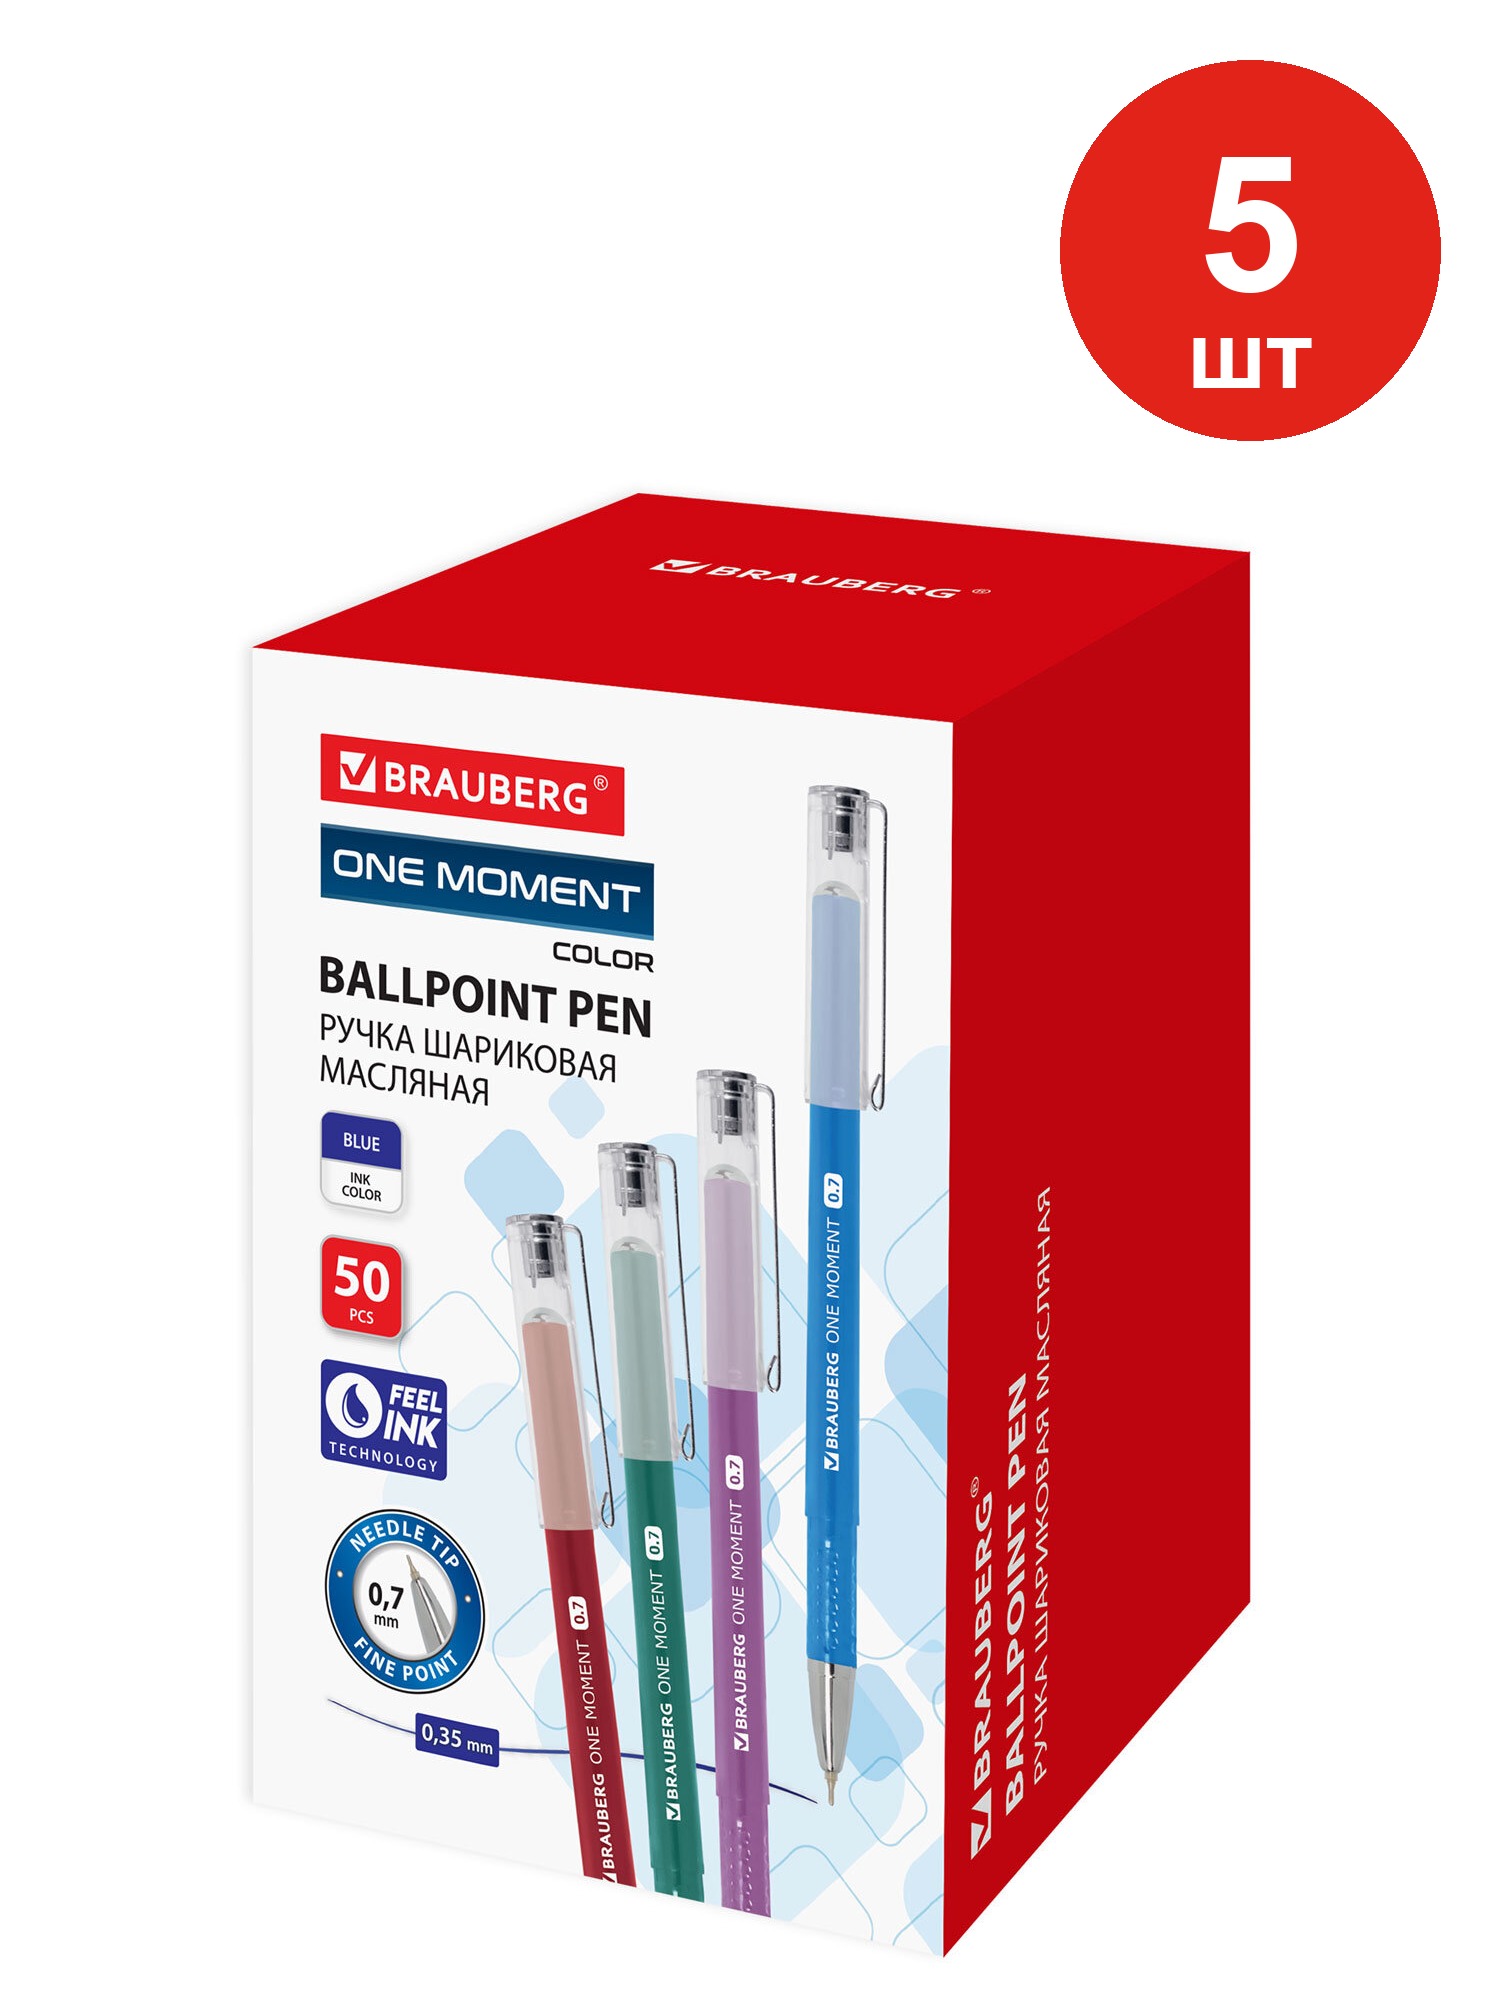 5
шт
BRAUBERG ®
BRAUBERG®
ONE MOMENT
COLOR
BALLPOINT PEN
РУЧКА ШАРИКОВАЯ
МАСЛЯНАЯ
BLUE
INK
COLOR
50
PCS
FEEL
INK
TECHNOLOGY
NEEDLE TIP
0,7
mm
FINE POINT
0,35 mm
BRAUBERG ONE MOMENT 0.7
BRAUBERG ONE MOMENT 0.7
BRAUBERG ONE MOMENT 0.7
BRAUBERG ONE MOMENT 0.7
BRAUBERG®
BALLPOINT PEN
РУЧКА ШАРИКОВАЯ МАСЛЯНАЯ